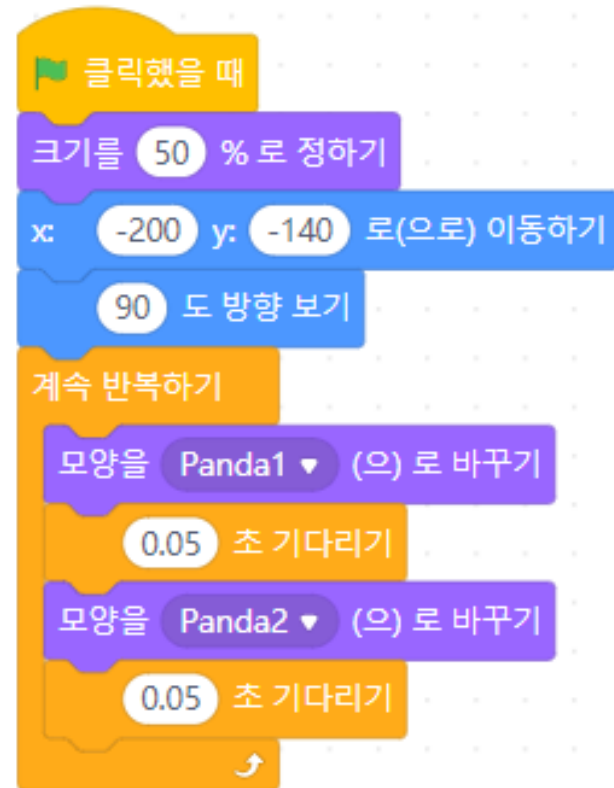 클릭했을 때
크기를 50 % 로 정하기
x: -200 y: -140 로(으로) 이동하기
90 도 방향 보기
계속 반복하기
모양을 Panda1 ▼ (으) 로 바꾸기
0.05 초 기다리기
모양을 Panda2 ▼ (으) 로 바꾸기
0.05 초 기다리기